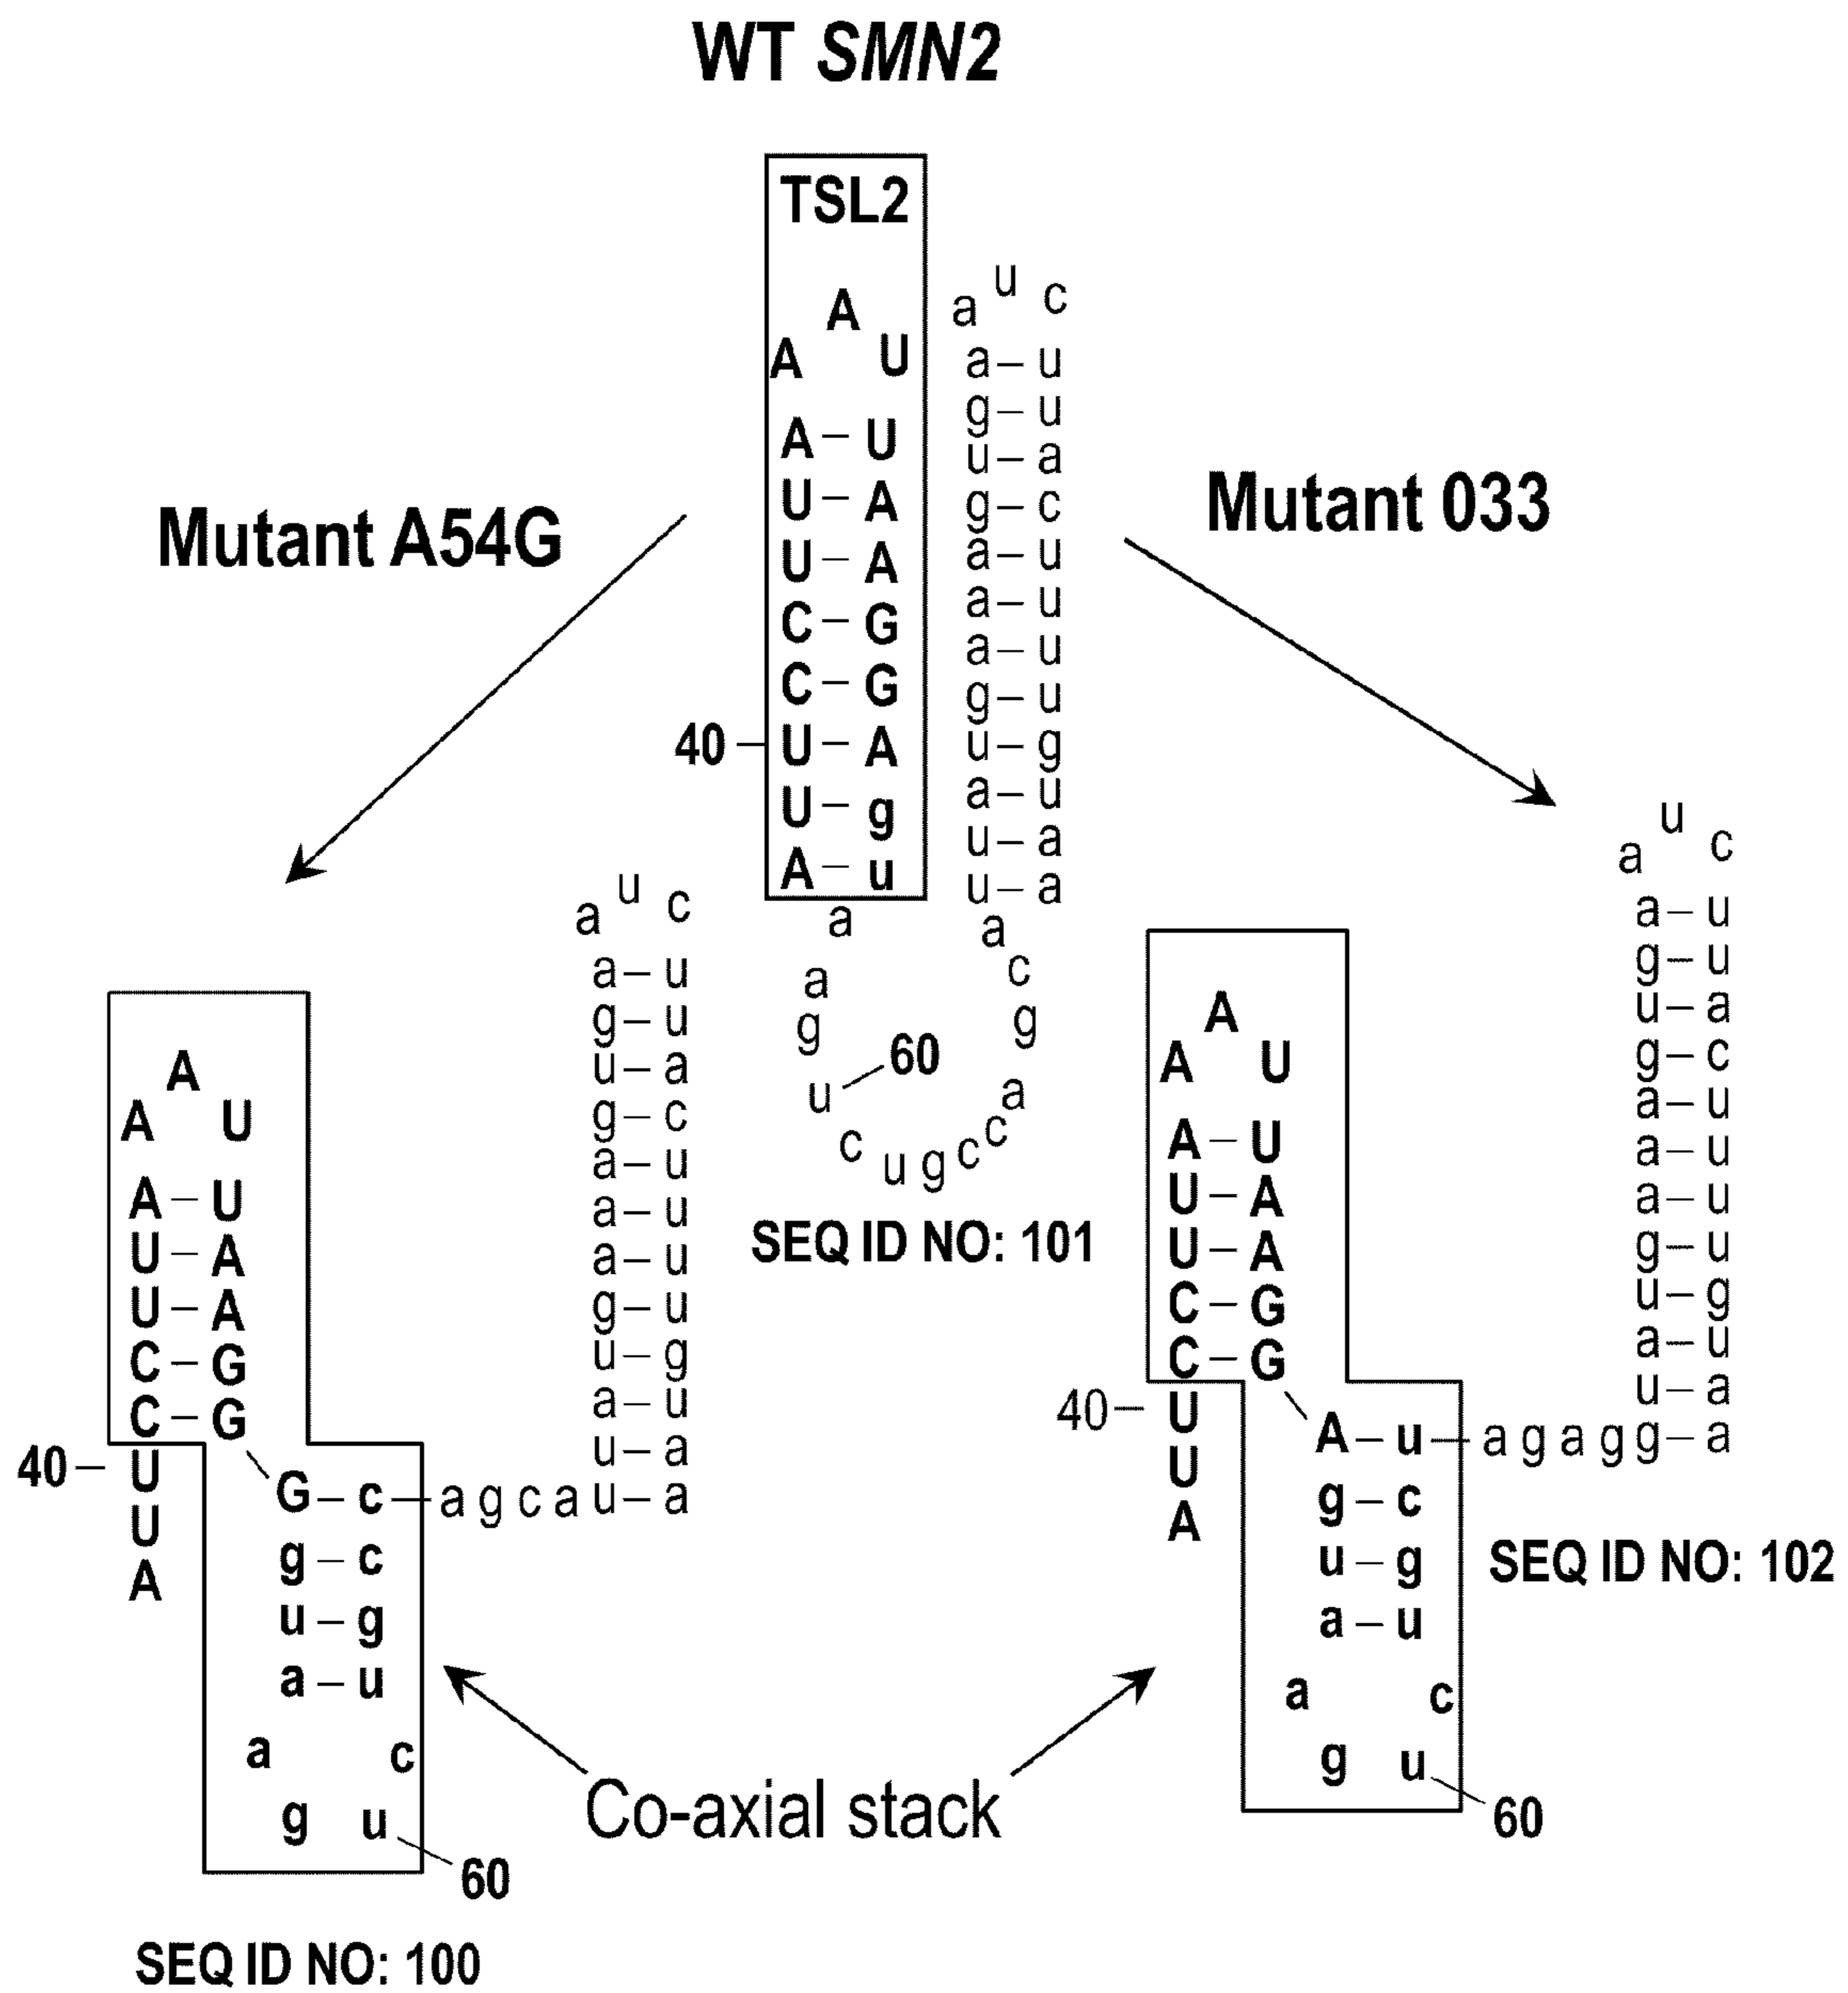 WT SMN2
TSL2
A
A U
A – U
U – A
U – A
C – G
C – G
40 – U – A
U – g
A – u
u
a c
a – u
g – u
u – a
g – c
a – u
a – u
a – u
g – u
u – g
a – u
u – a
u – a
a a
a c
g g
u – 60 a
c u g c c
SEQ ID NO: 101
Mutant A54G
A
A U
A – U
U – A
U – A
C – G
C – G
40 – U
U
A
G – c – a g c a u – a
g – c
u – g
a – u
a c
g u
60
u
a c
a – u
g – u
u – a
g – c
a – u
a – u
a – u
g – u
u – g
a – u
u – a
SEQ ID NO: 100
Mutant 033
A
A U
A – U
U – A
U – A
C – G
C – G
40 – U
U
A
A – u – a g a g g – a
g – c
u – g
a – u
a c
g u
60
u
a c
a – u
g – u
u – a
g – c
a – u
a – u
a – u
g – u
u – g
a – u
u – a
SEQ ID NO: 102
Co-axial stack